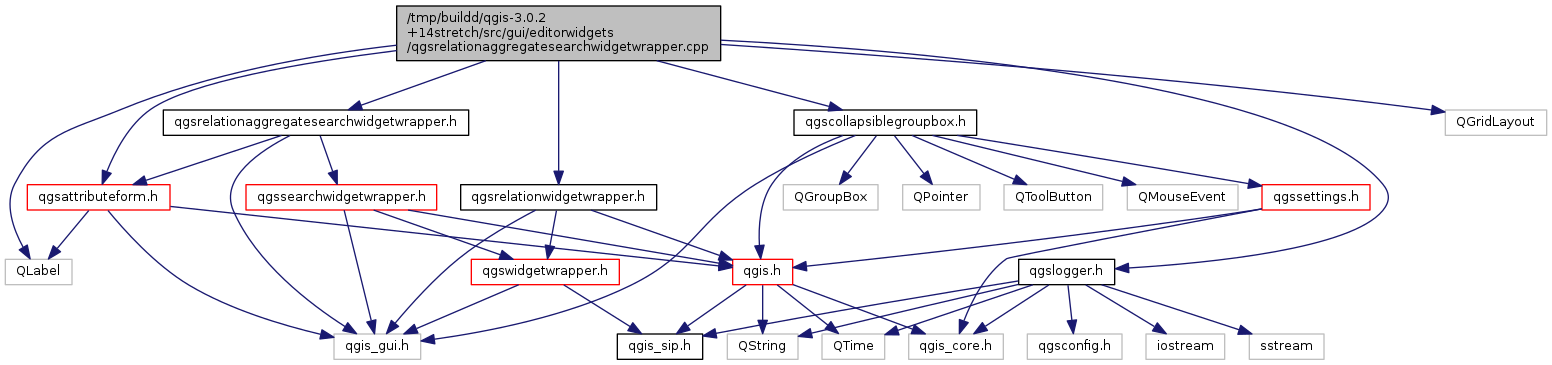 /tmp/buildd/qgis-3.0.2
+14stretch/src/gui/editorwidgets
/qgsrelationaggregatesearchwidgetwrapper.cpp
qgsrelationaggregatesearchwidgetwrapper.h
qgscollapsiblegroupbox.h
QGridLayout
qgsattributeform.h
qgssearchwidgetwrapper.h
qgsrelationwidgetwrapper.h
QGroupBox
QPointer
QToolButton
QMouseEvent
qgssettings.h
QLabel
qgswidgetwrapper.h
qgis.h
qgslogger.h
qgis_gui.h
qgis_sip.h
QString
QTime
qgis_core.h
qgsconfig.h
iostream
sstream